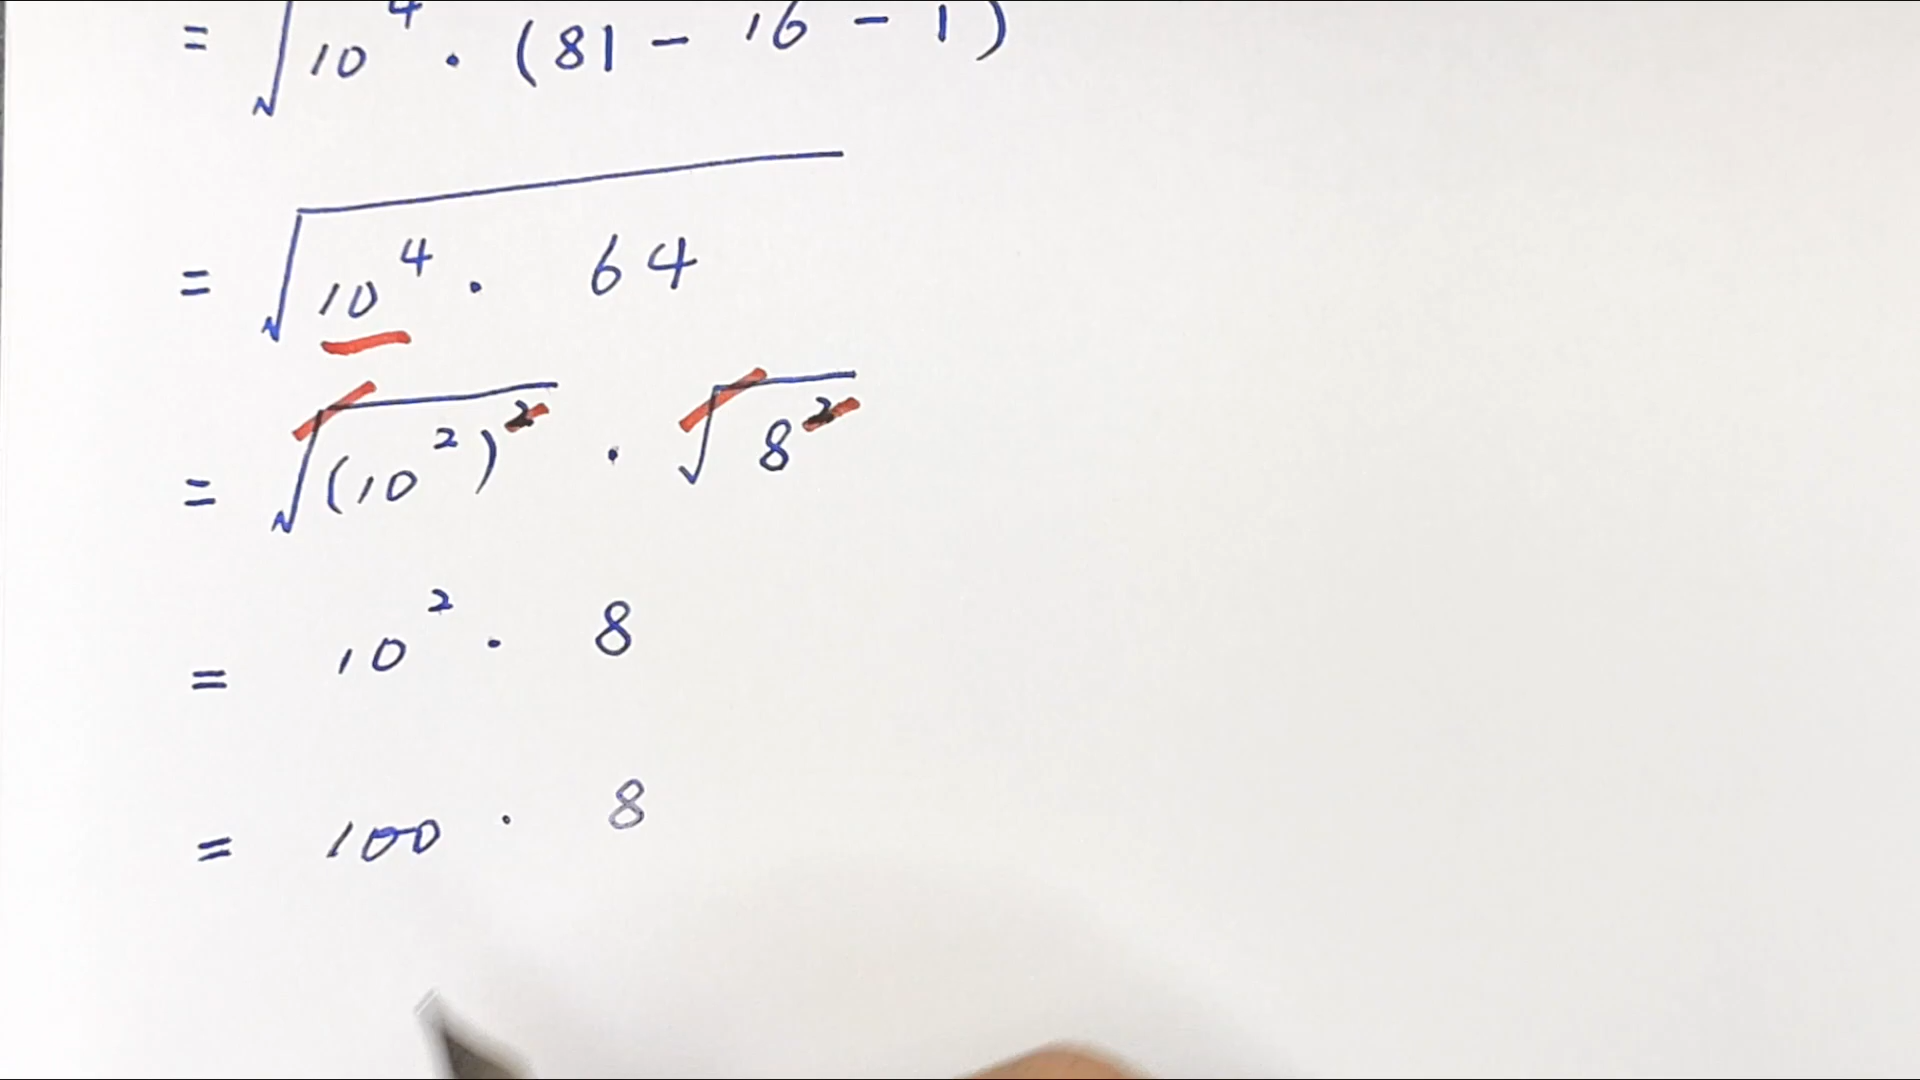 = √10⁴ · (81 - 16 - 1)
= √10⁴ · 64
= √(10²)² · √8²
= 10² · 8
= 100 · 8